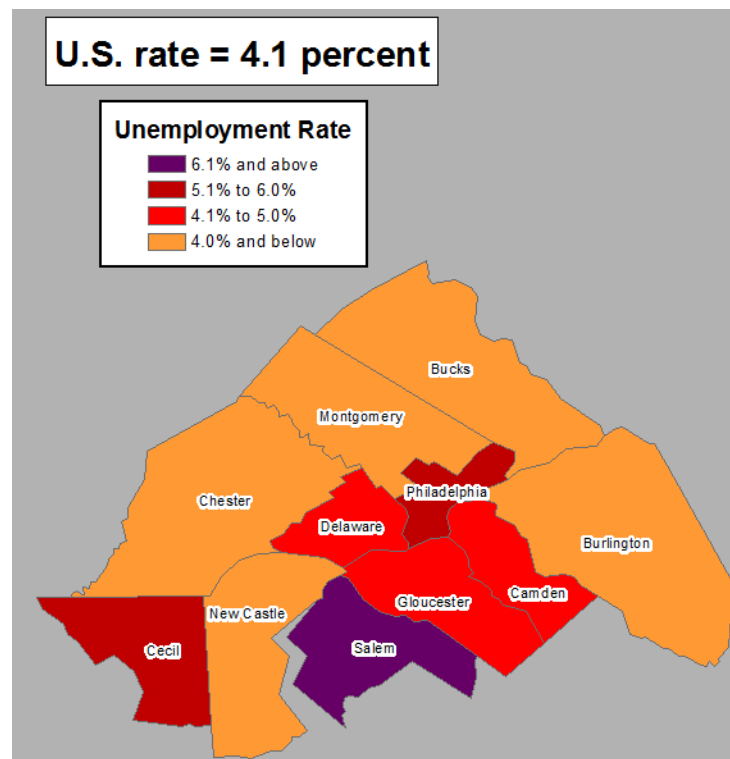 U.S. rate = 4.1 percent
Unemployment Rate
6.1% and above
5.1% to 6.0%
4.1% to 5.0%
4.0% and below
Bucks
Montgomery
Philadelphia
Chester
Delaware
Burlington
Camden
Gloucester
New Castle
Salem
Cecil